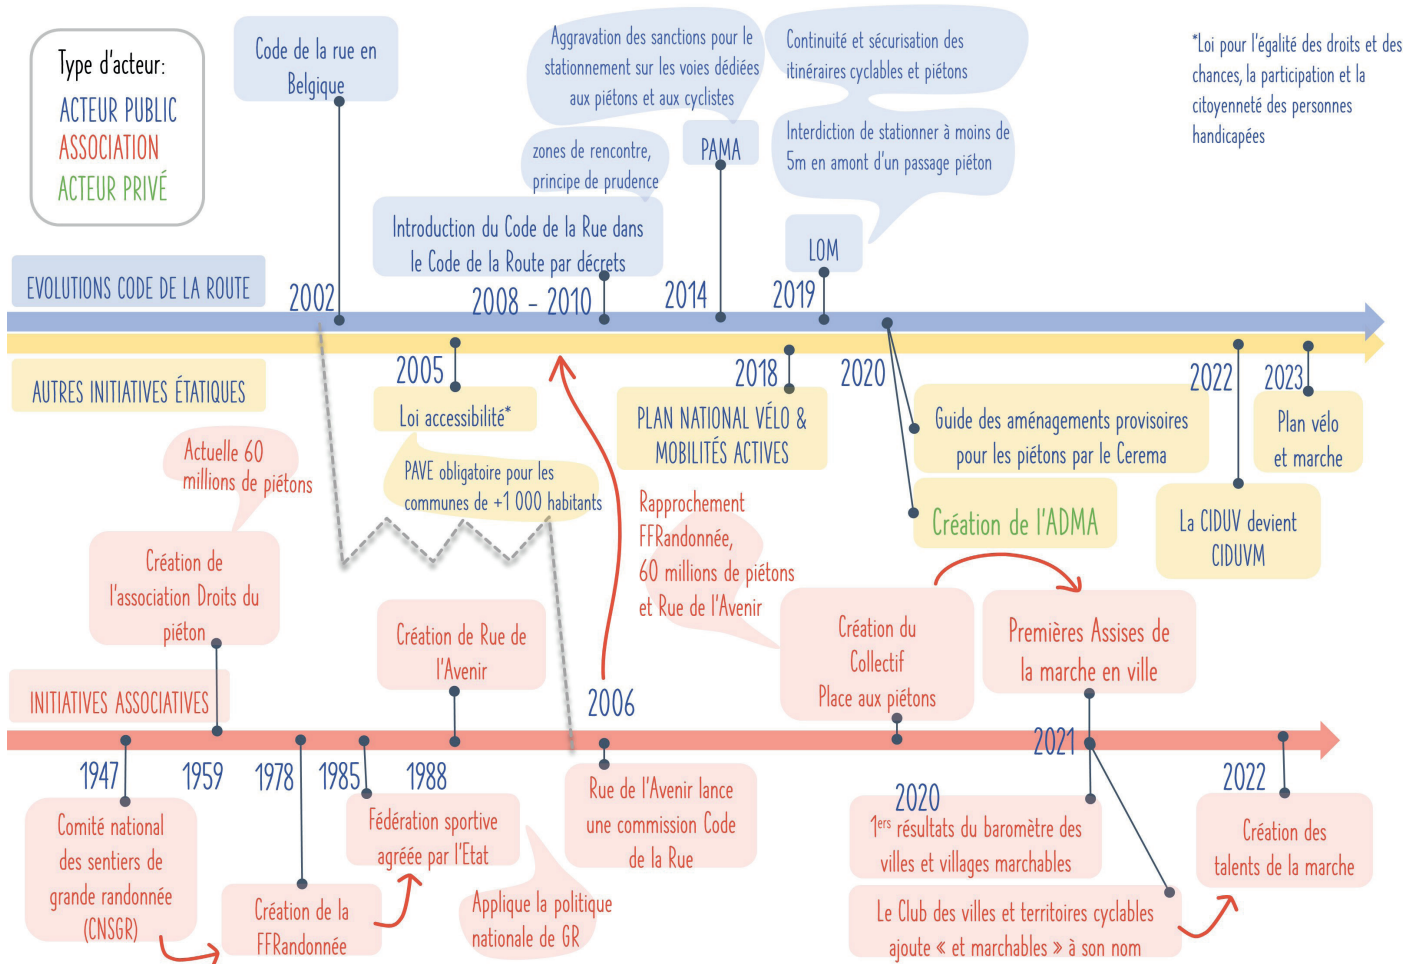 Type d'acteur:
ACTEUR PUBLIC
ASSOCIATION
ACTEUR PRIVÉ
Code de la rue en
Belgique
Aggravation des sanctions pour le
stationnement sur les voies dédiées
aux piétons et aux cyclistes
Continuité et sécurisation des
itinéraires cyclables et piétons
*Loi pour l'égalité des droits et des
chances, la participation et la
citoyenneté des personnes
handicapées
zones de rencontre,
principe de prudence
PAMA
Interdiction de stationner à moins de
5m en amont d'un passage piéton
Introduction du Code de la Rue dans
le Code de la Route par décrets
LOM
EVOLUTIONS CODE DE LA ROUTE
2002
2008 - 2010
2014
2019
AUTRES INITIATIVES ÉTATIQUES
2005
2018
2020
2022
2023
Loi accessibilité*
PAVE obligatoire pour les
communes de +1 000 habitants
PLAN NATIONAL VÉLO &
MOBILITÉS ACTIVES
Guide des aménagements provisoires
pour les piétons par le Cerema
Création de l'ADMA
La CIDUV devient
CIDUVM
Plan vélo
et marche
Actuelle 60
millions de piétons
Création de
l'association Droits du
piéton
Création de Rue de
l'Avenir
Rapprochement
FFRandonnée,
60 millions de piétons
et Rue de l'Avenir
Création du
Collectif
Place aux piétons
Premières Assises de
la marche en ville
INITIATIVES ASSOCIATIVES
2006
2021
1947
1959
1978
1985
1988
2020
2022
Comité national
des sentiers de
grande randonnée
(CNSGR)
Création de la
FFRandonnée
Fédération sportive
agréée par l'Etat
Applique la politique
nationale de GR
Rue de l'Avenir lance
une commission Code
de la Rue
1ers résultats du baromètre des
villes et villages marchables
Le Club des villes et territoires cyclables
ajoute « et marchables » à son nom
Création des
talents de la marche